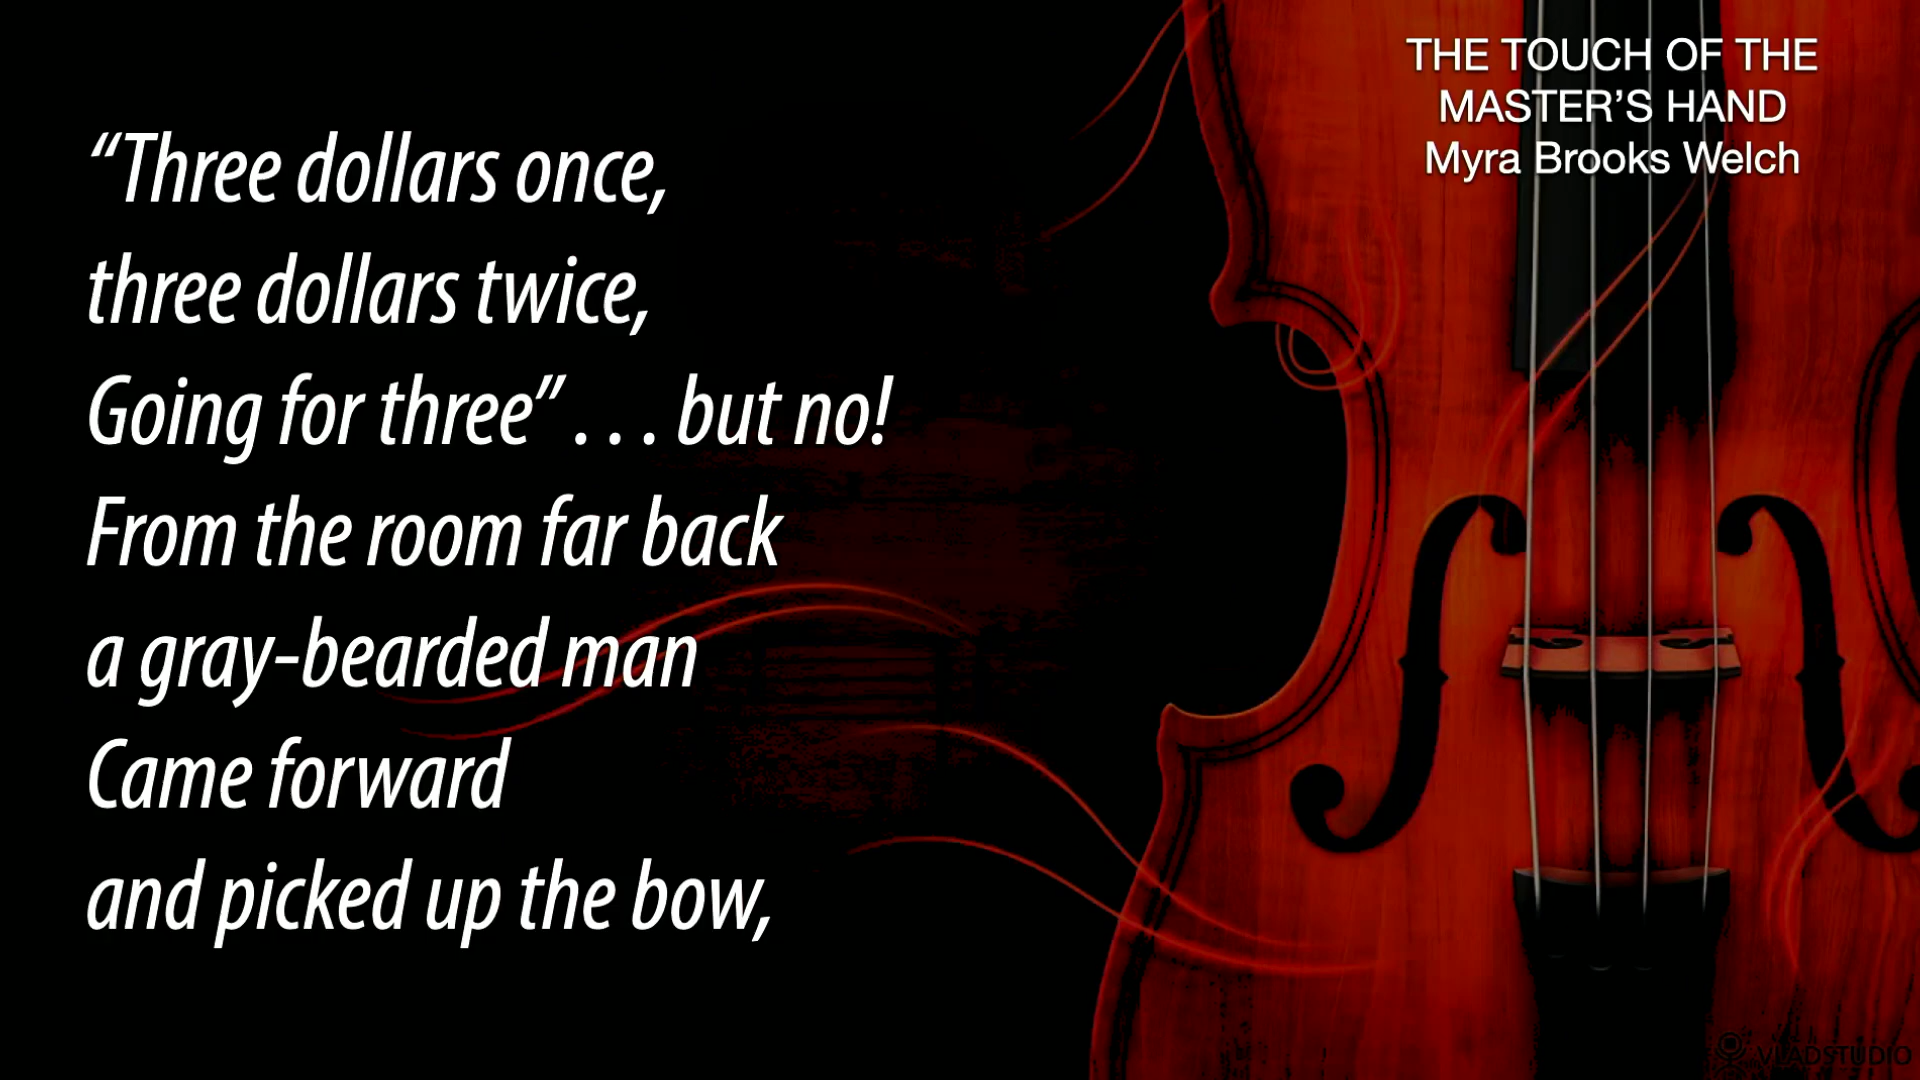 THE TOUCH OF THE
MASTER’S HAND
Myra Brooks Welch
“Three dollars once,
three dollars twice,
Going for three” . . . but no!
From the room far back
a gray-bearded man
Came forward
and picked up the bow,
VLADSTUDIO